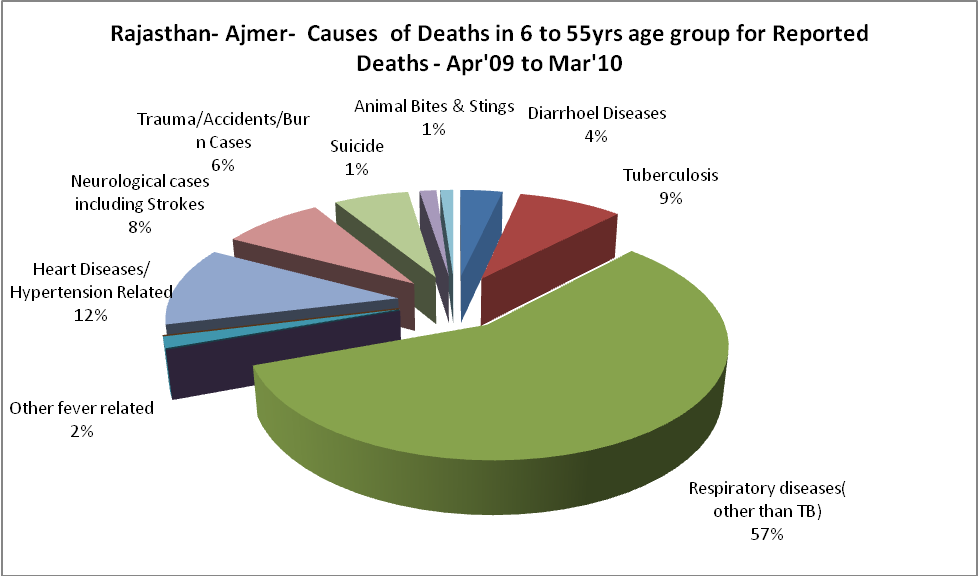 Rajasthan- Ajmer- Causes of Deaths in 6 to 55yrs age group for Reported
Deaths - Apr'09 to Mar'10
Animal Bites & Stings
1%
Diarrhoel Diseases
4%
Trauma/Accidents/Bur
n Cases
6%
Suicide
1%
Tuberculosis
9%
Neurological cases
including Strokes
8%
Heart Diseases/
Hypertension Related
12%
Other fever related
2%
Respiratory diseases(
other than TB)
57%